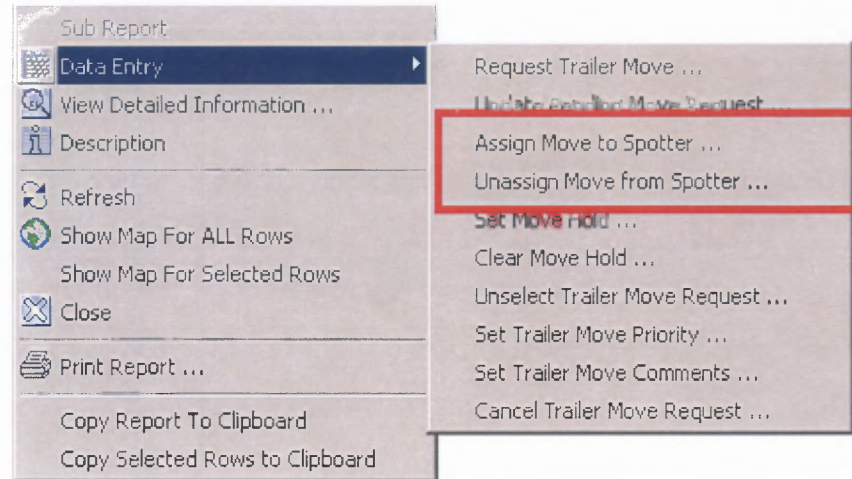 Sub Report
Data Entry
View Detailed Information ...
Description
Refresh
Show Map For ALL Rows
Show Map For Selected Rows
Close
Print Report ...
Copy Report To Clipboard
Copy Selected Rows to Clipboard
Request Trailer Move ...
Update Pending Move Request ...
Assign Move to Spotter ...
Unassign Move from Spotter ...
Set Move Hold ...
Clear Move Hold ...
Unselect Trailer Move Request ...
Set Trailer Move Priority ...
Set Trailer Move Comments ...
Cancel Trailer Move Request ...